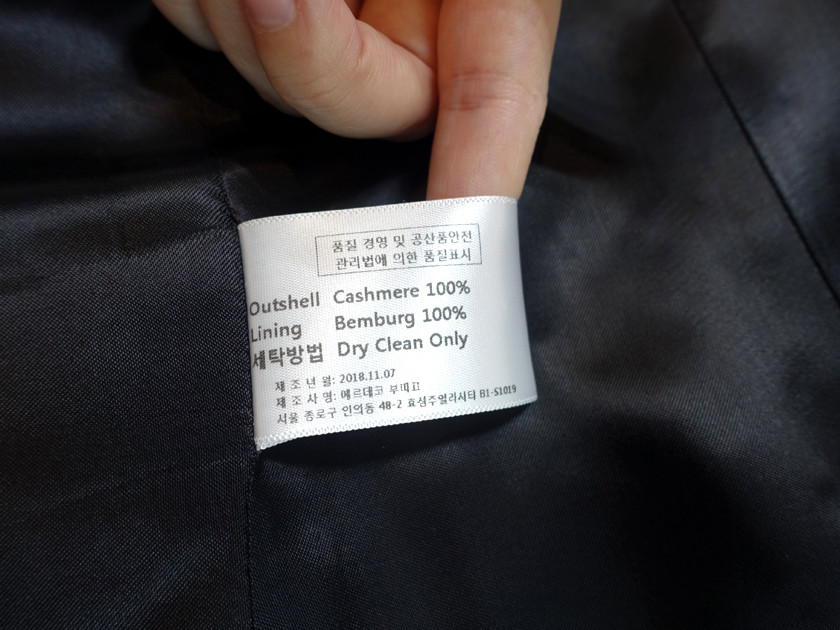 품질 경영 및 공산품안전
관리법에 의한 품질표시
Outshell Cashmere 100%
Lining Bemburg 100%
세탁방법 Dry Clean Only
제 조 년 월: 2018.11.07
제 조 사 명: 에르데코 부띠끄
서울 종로구 인의동 48-2 효성주얼리시티 B1-S1019